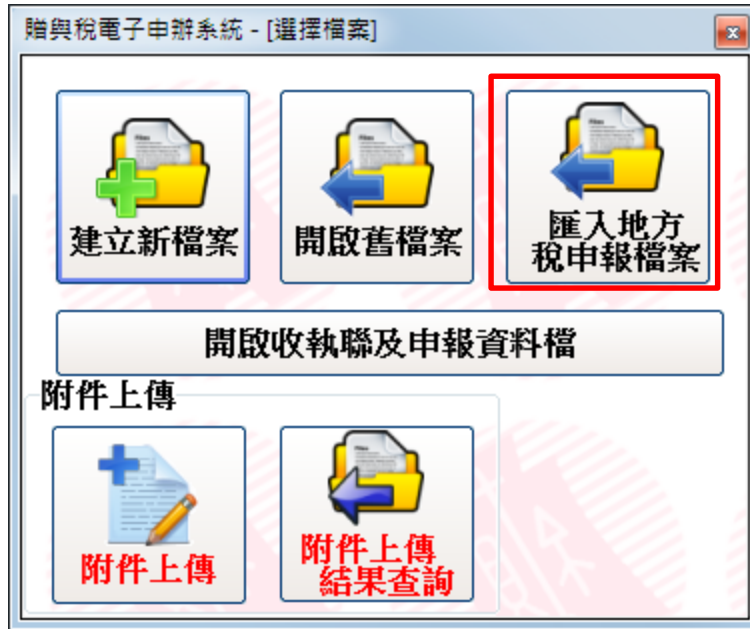 贈與稅電子申辦系統 - [選擇檔案]
建立新檔案
開啟舊檔案
匯入地方
稅申報檔案
開啟收執聯及申報資料檔
附件上傳
附件上傳
附件上傳
結果查詢